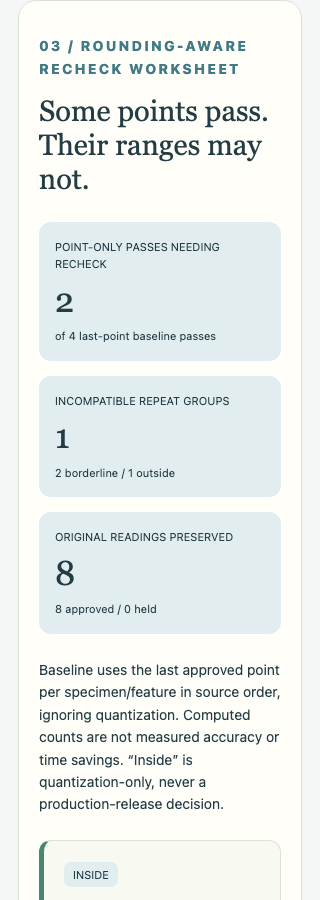 03 / ROUNDING-AWARE
RECHECK WORKSHEET
Some points pass.
Their ranges may
not.
POINT-ONLY PASSES NEEDING
RECHECK
2
of 4 last-point baseline passes
INCOMPATIBLE REPEAT GROUPS
1
2 borderline / 1 outside
ORIGINAL READINGS PRESERVED
8
8 approved / 0 held
Baseline uses the last approved point
per specimen/feature in source order,
ignoring quantization. Computed
counts are not measured accuracy or
time savings. “Inside” is
quantization-only, never a
production-release decision.
INSIDE